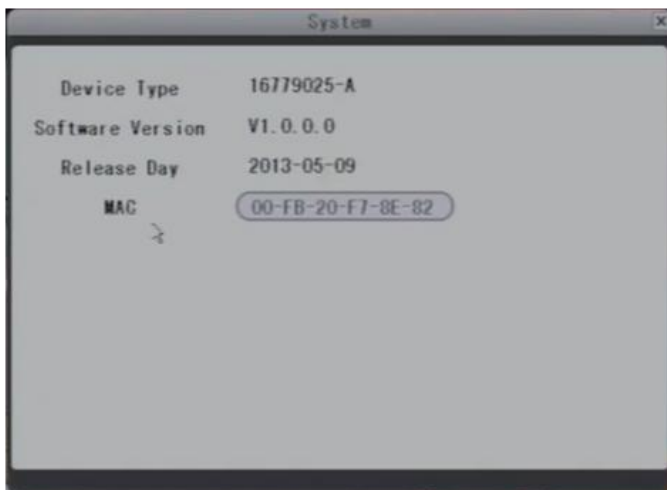 System
Device Type 16779025-A
Software Version V1.0.0.0
Release Day 2013-05-09
MAC 00-FB-20-F7-8E-82